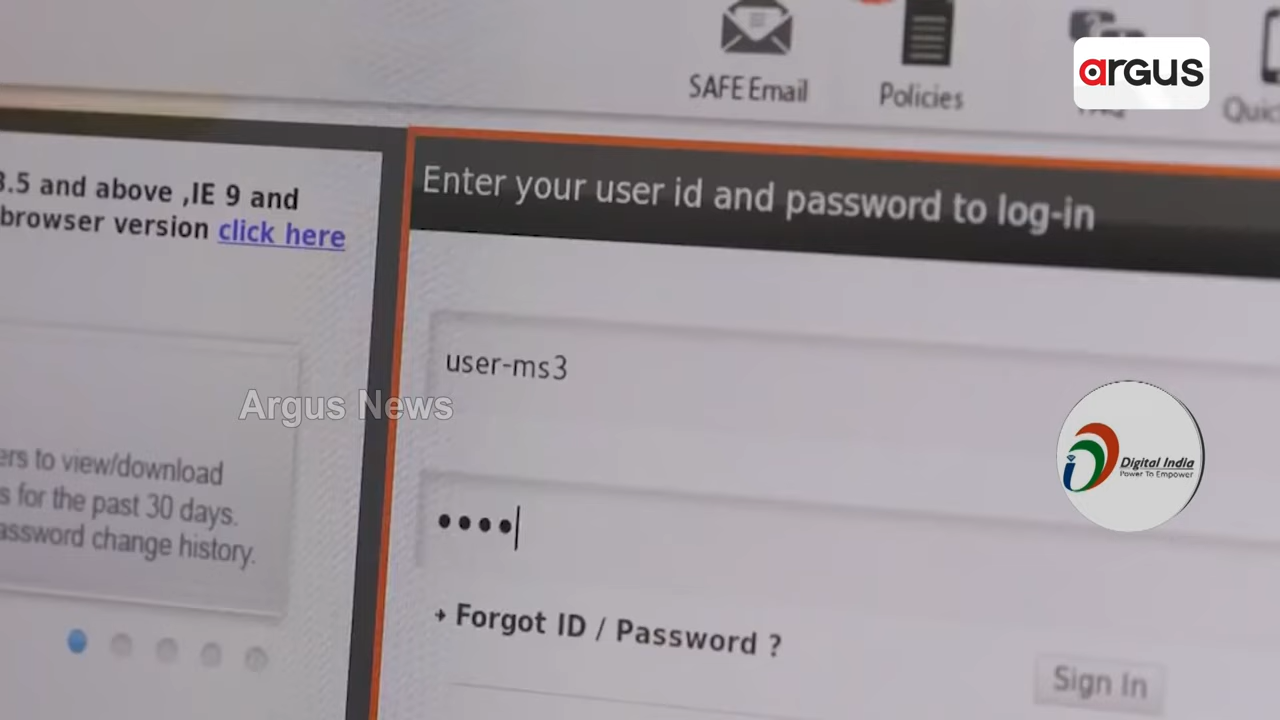 SAFE Email
Policies
FAQ
argus
3.5 and above ,IE 9 and
browser version click here
Enter your user id and password to log-in
user-ms3
Argus News
Digital India
Power To Empower
to view/download
for the past 30 days.
change history.
Forgot ID / Password ?
Sign In